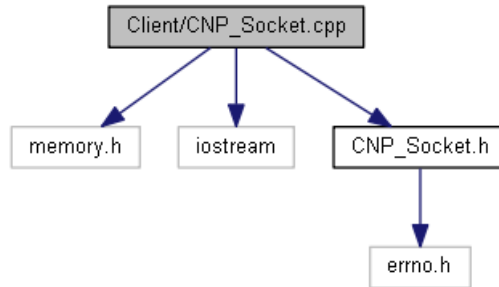 Client/CNP_Socket.cpp
memory.h
iostream
CNP_Socket.h
errno.h